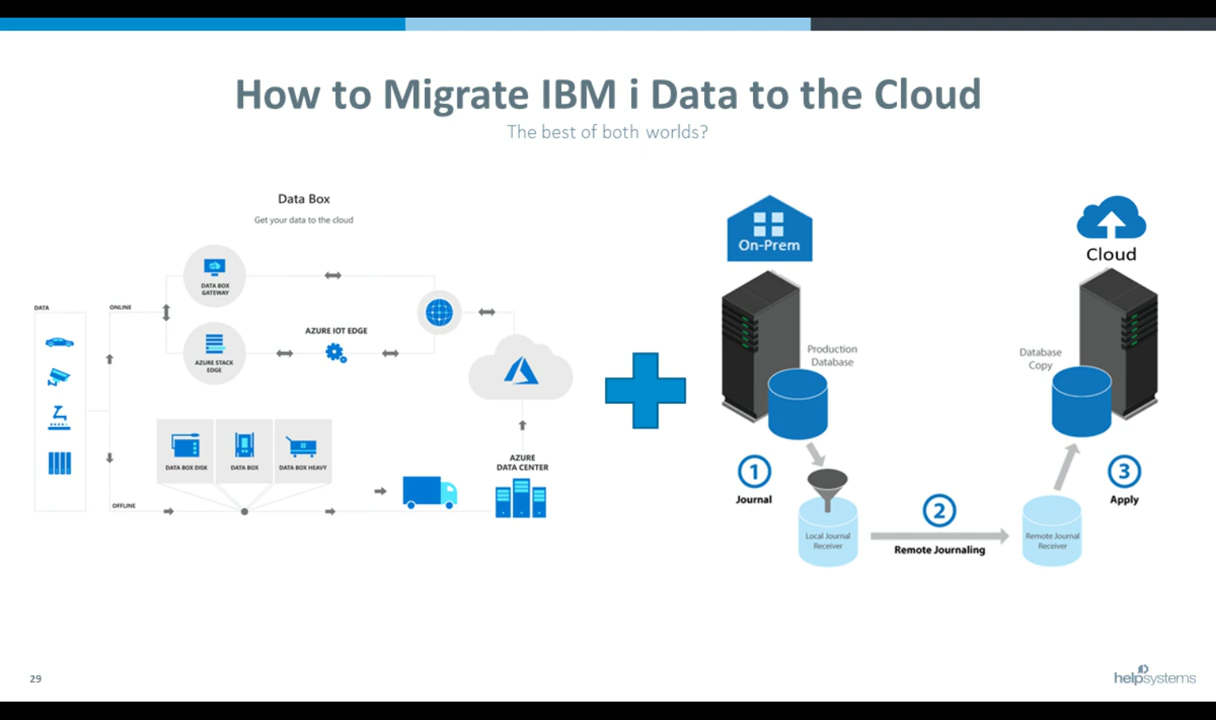 How to Migrate IBM i Data to the Cloud
The best of both worlds?
Data Box
Get your data to the cloud
DATA
ONLINE
DATA BOX
GATEWAY
AZURE STACK
EDGE
AZURE IOT EDGE
DATA BOX DISK
DATA BOX
DATA BOX HEAVY
OFFLINE
AZURE
DATA CENTER
On-Prem
Production
Database
1
Journal
Local Journal
Receiver
2
Remote Journaling
Cloud
Database
Copy
3
Apply
Remote Journal
Receiver
29
helpsystems